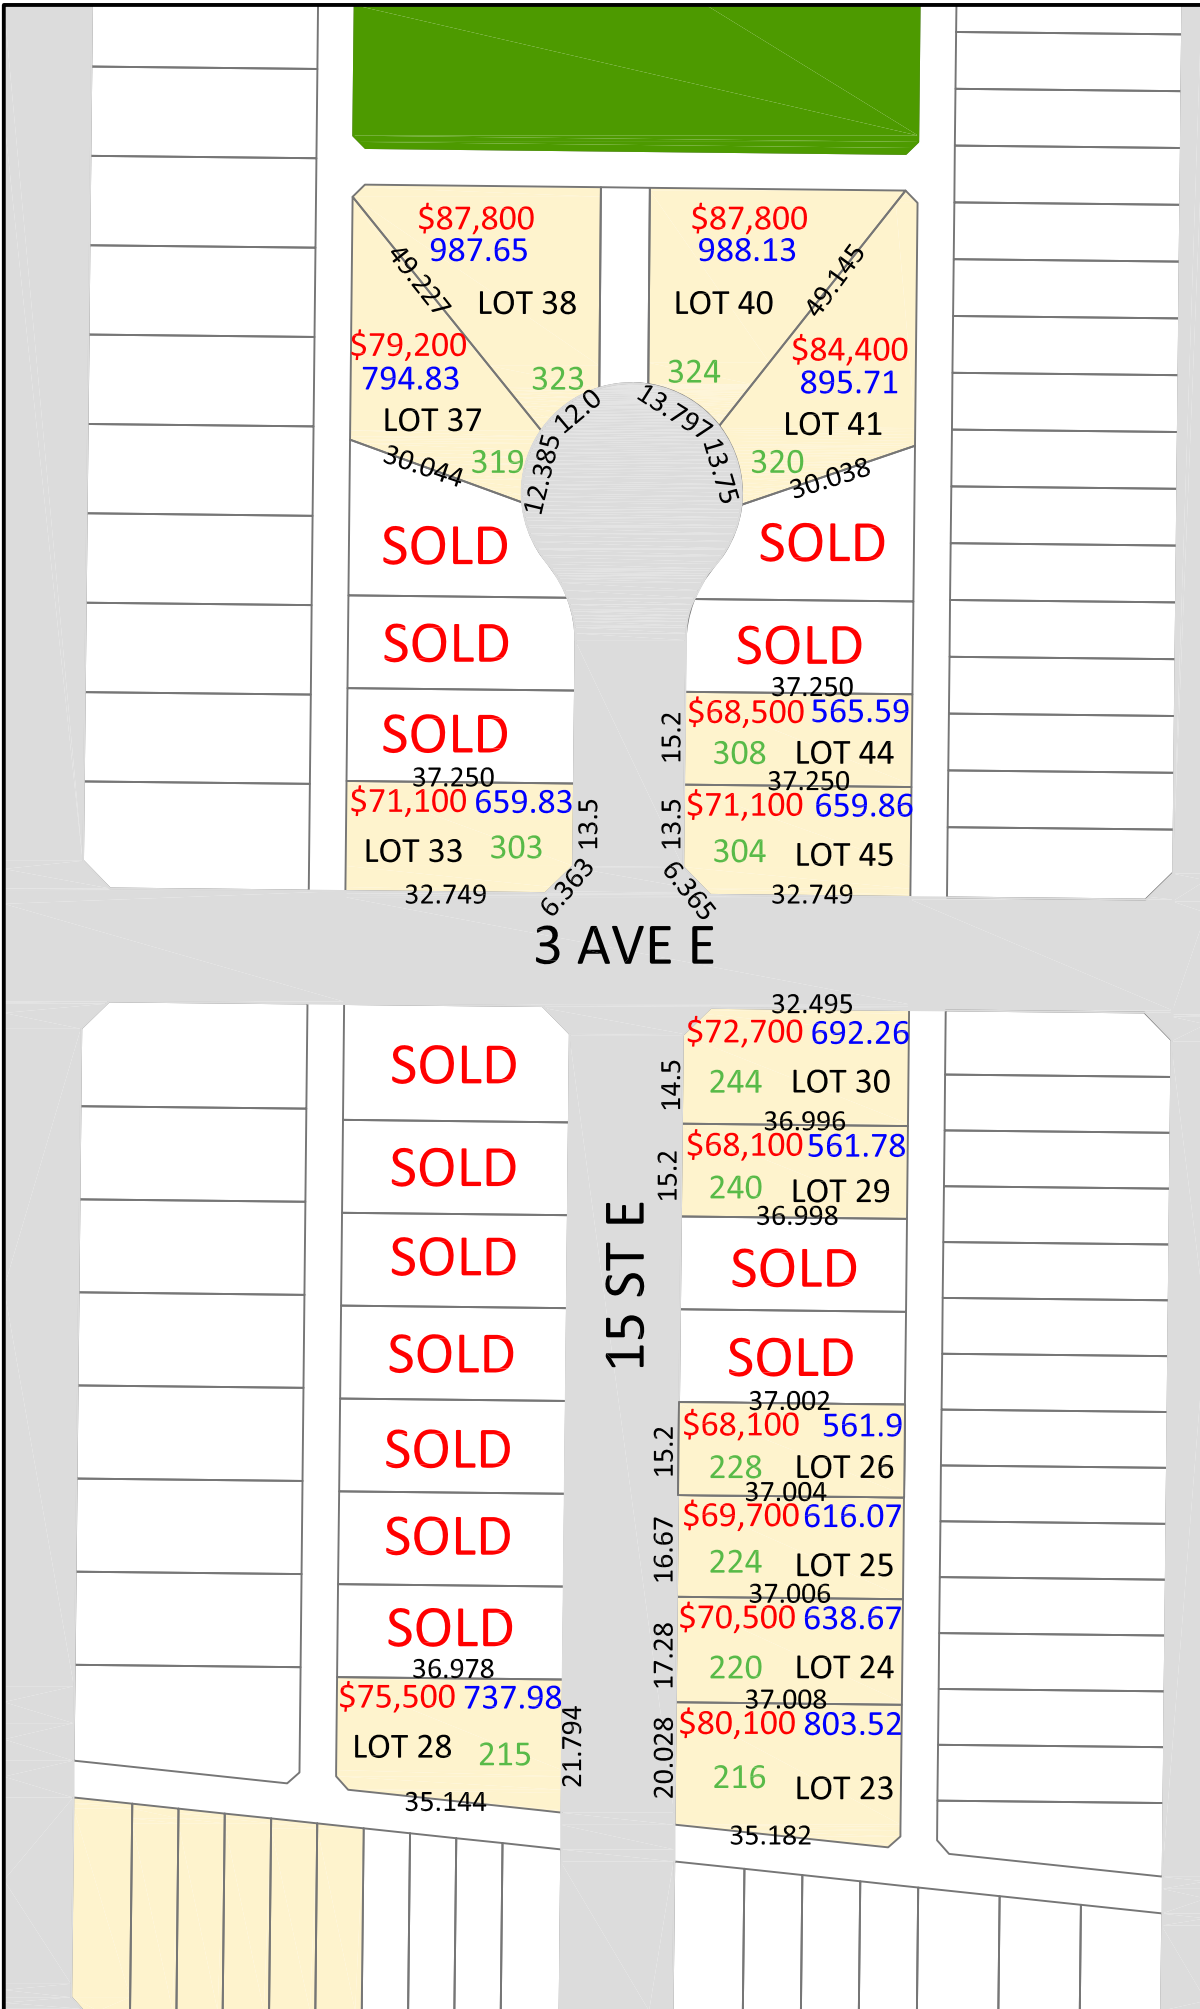 $87,800
987.65
49.227
LOT 38
323
12.0
$87,800
988.13
49.145
LOT 40
324
13.797
$79,200
794.83
LOT 37
319
30.044
12.385
$84,400
895.71
LOT 41
320
30.038
13.75
SOLD
SOLD
SOLD
SOLD
SOLD
37.250
$68,500 565.59
15.2
308 LOT 44
37.250
SOLD
37.250
$71,100 659.83
LOT 33 303
13.5
32.749
6.363
$71,100 659.86
13.5
304 LOT 45
32.749
6.365
3 AVE E
32.495
$72,700 692.26
14.5
244 LOT 30
36.996
$68,100 561.78
15.2
240 LOT 29
36.998
SOLD
SOLD
SOLD
SOLD
SOLD
SOLD
SOLD
15 ST E
SOLD
SOLD
37.002
$68,100 561.9
15.2
228 LOT 26
37.004
$69,700 616.07
16.67
224 LOT 25
37.006
$70,500 638.67
17.28
220 LOT 24
37.008
$80,100 803.52
20.028
216 LOT 23
35.182
36.978
$75,500 737.98
LOT 28 215
21.794
35.144